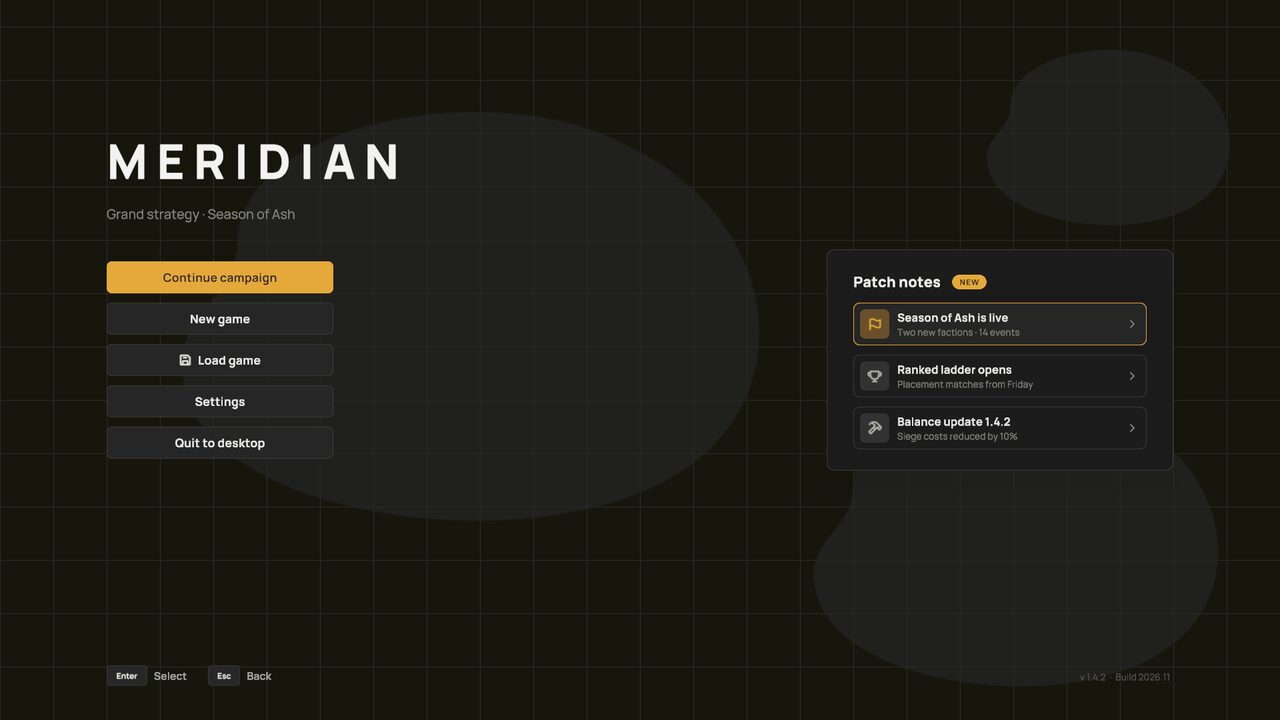 MERIDIAN
Grand strategy · Season of Ash
Continue campaign
New game
Load game
Settings
Quit to desktop
Patch notes NEW
Season of Ash is live
Two new factions · 14 events
Ranked ladder opens
Placement matches from Friday
Balance update 1.4.2
Siege costs reduced by 10%
Enter Select Esc Back
v 1.4.2 · Build 2026.11